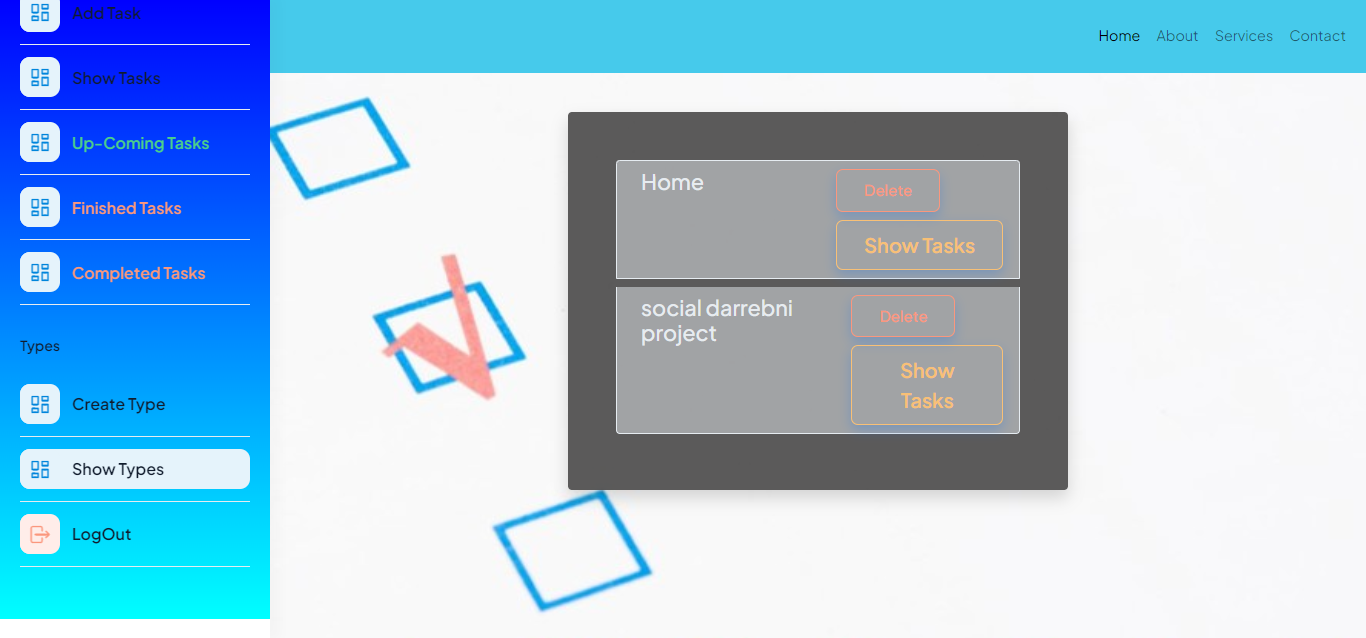 Add Task
Show Tasks
Up-Coming Tasks
Finished Tasks
Completed Tasks
Types
Create Type
Show Types
LogOut
Home About Services Contact
Home
Delete
Show Tasks
social darrebni
project
Delete
Show
Tasks